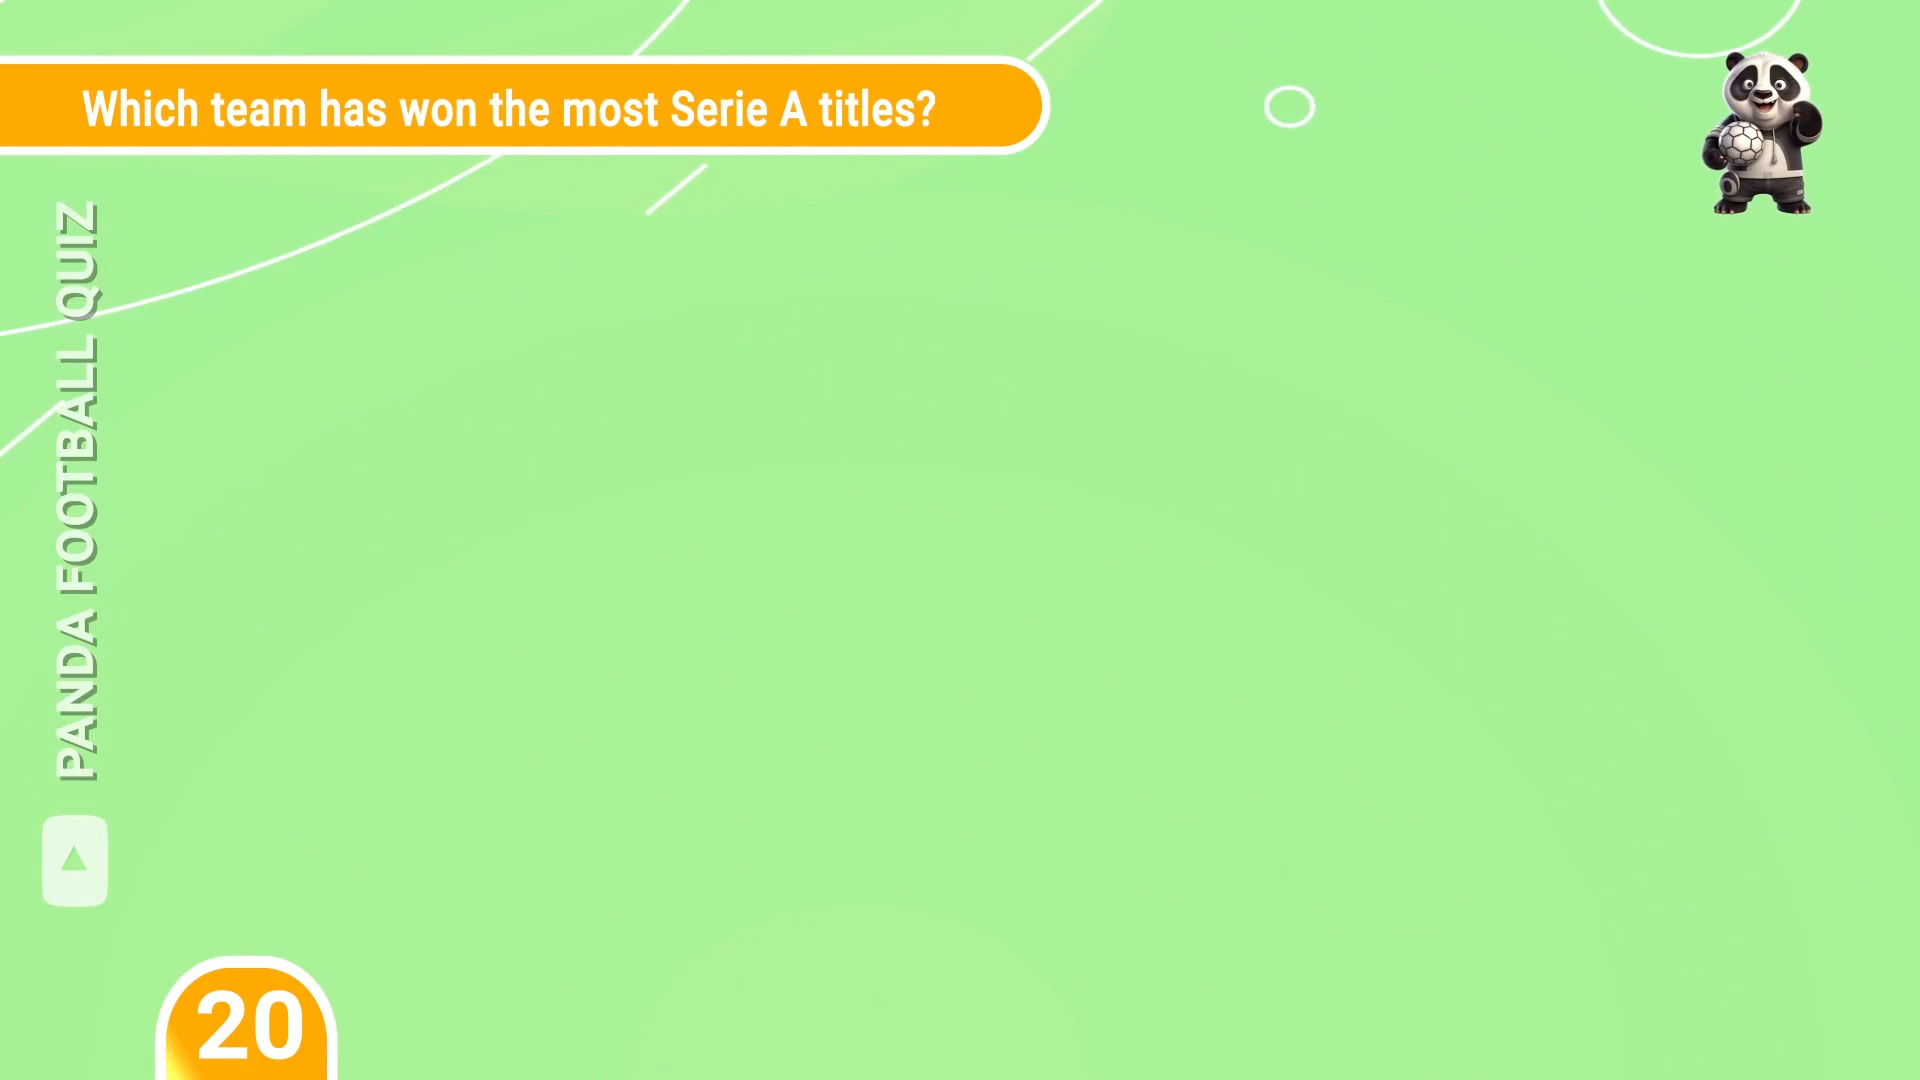 Which team has won the most Serie A titles?
PANDA FOOTBALL QUIZ
20